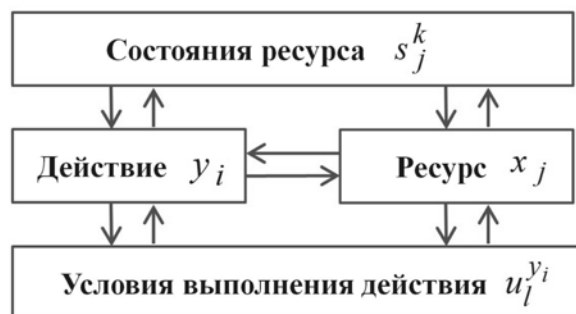 Состояния ресурса s_j^k
Действие y_i
Ресурс x_j
Условия выполнения действия u_l^{y_i}